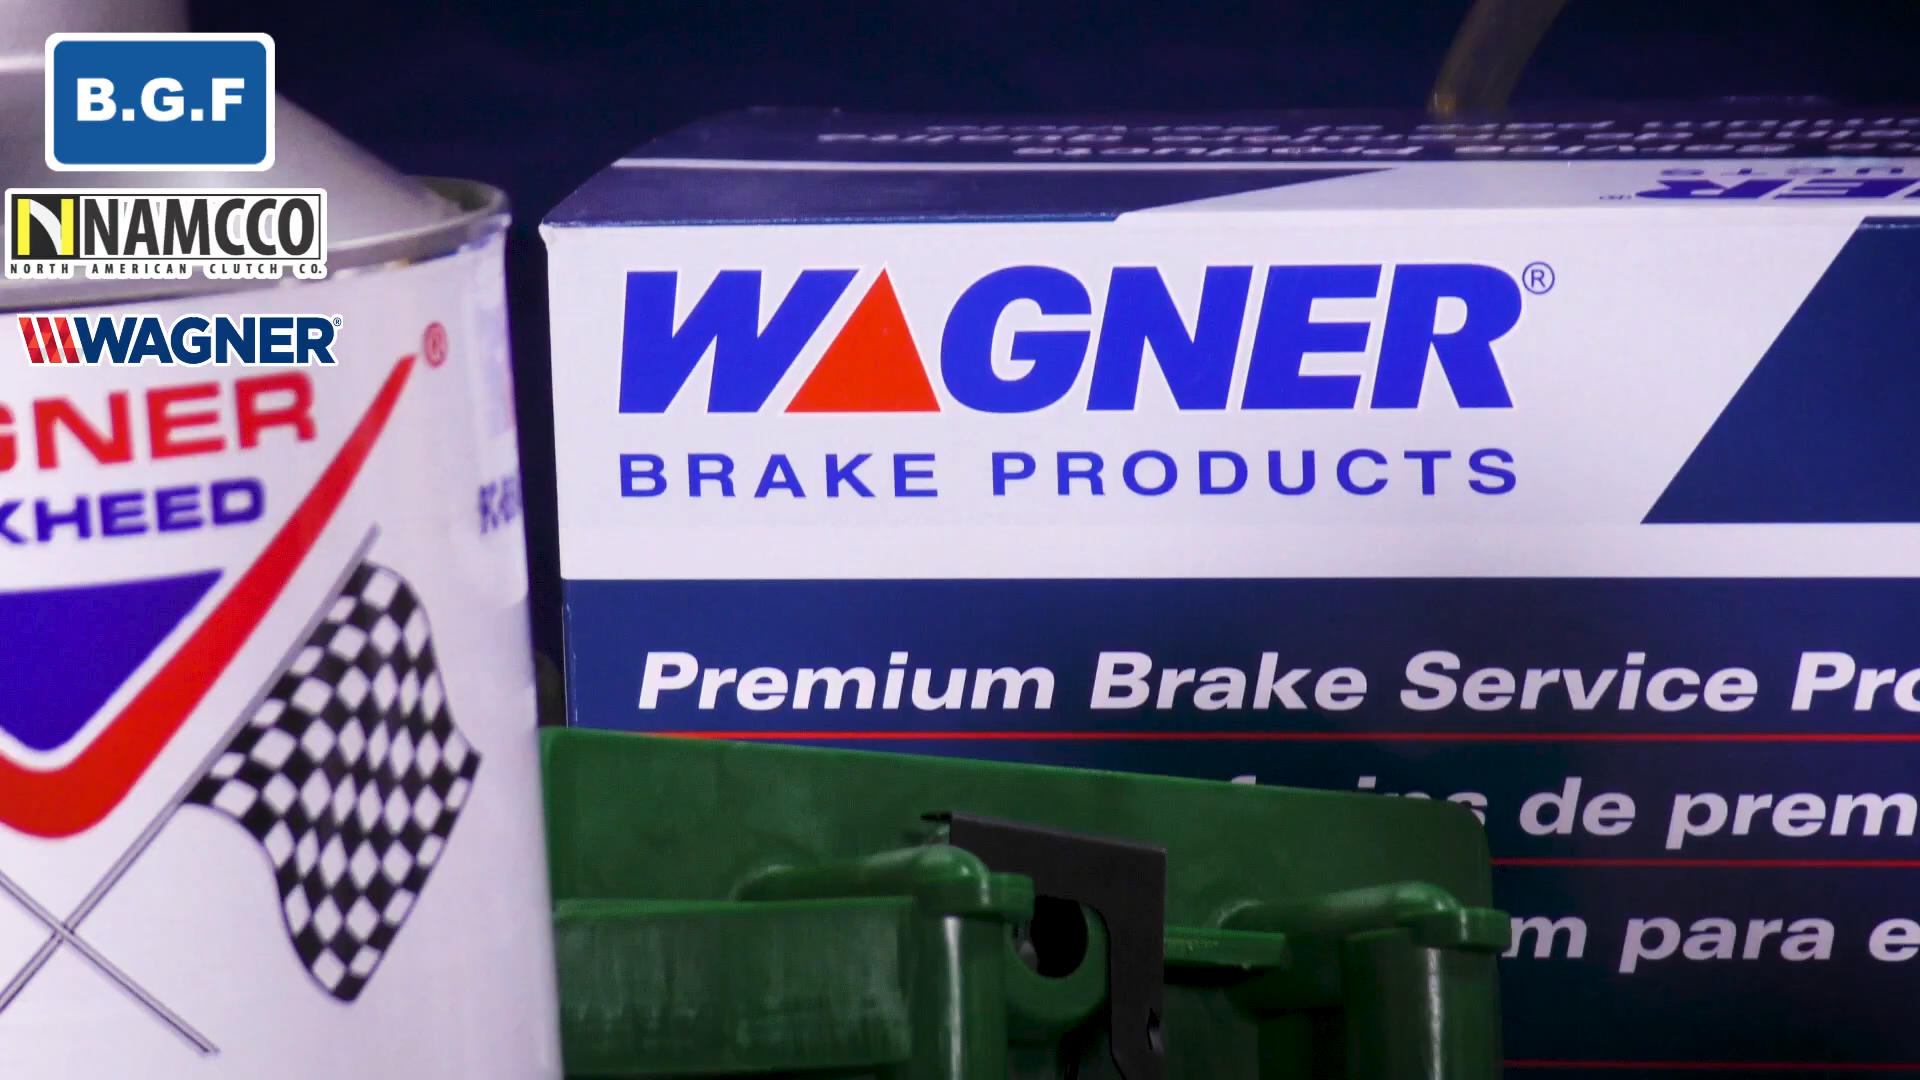 B.G.F
NAMCCO
NORTH AMERICAN CLUTCH CO.
WAGNER®
GNER®
KHEED
WAGNER®
BRAKE PRODUCTS
Premium Brake Service Pro
de prem
m para e